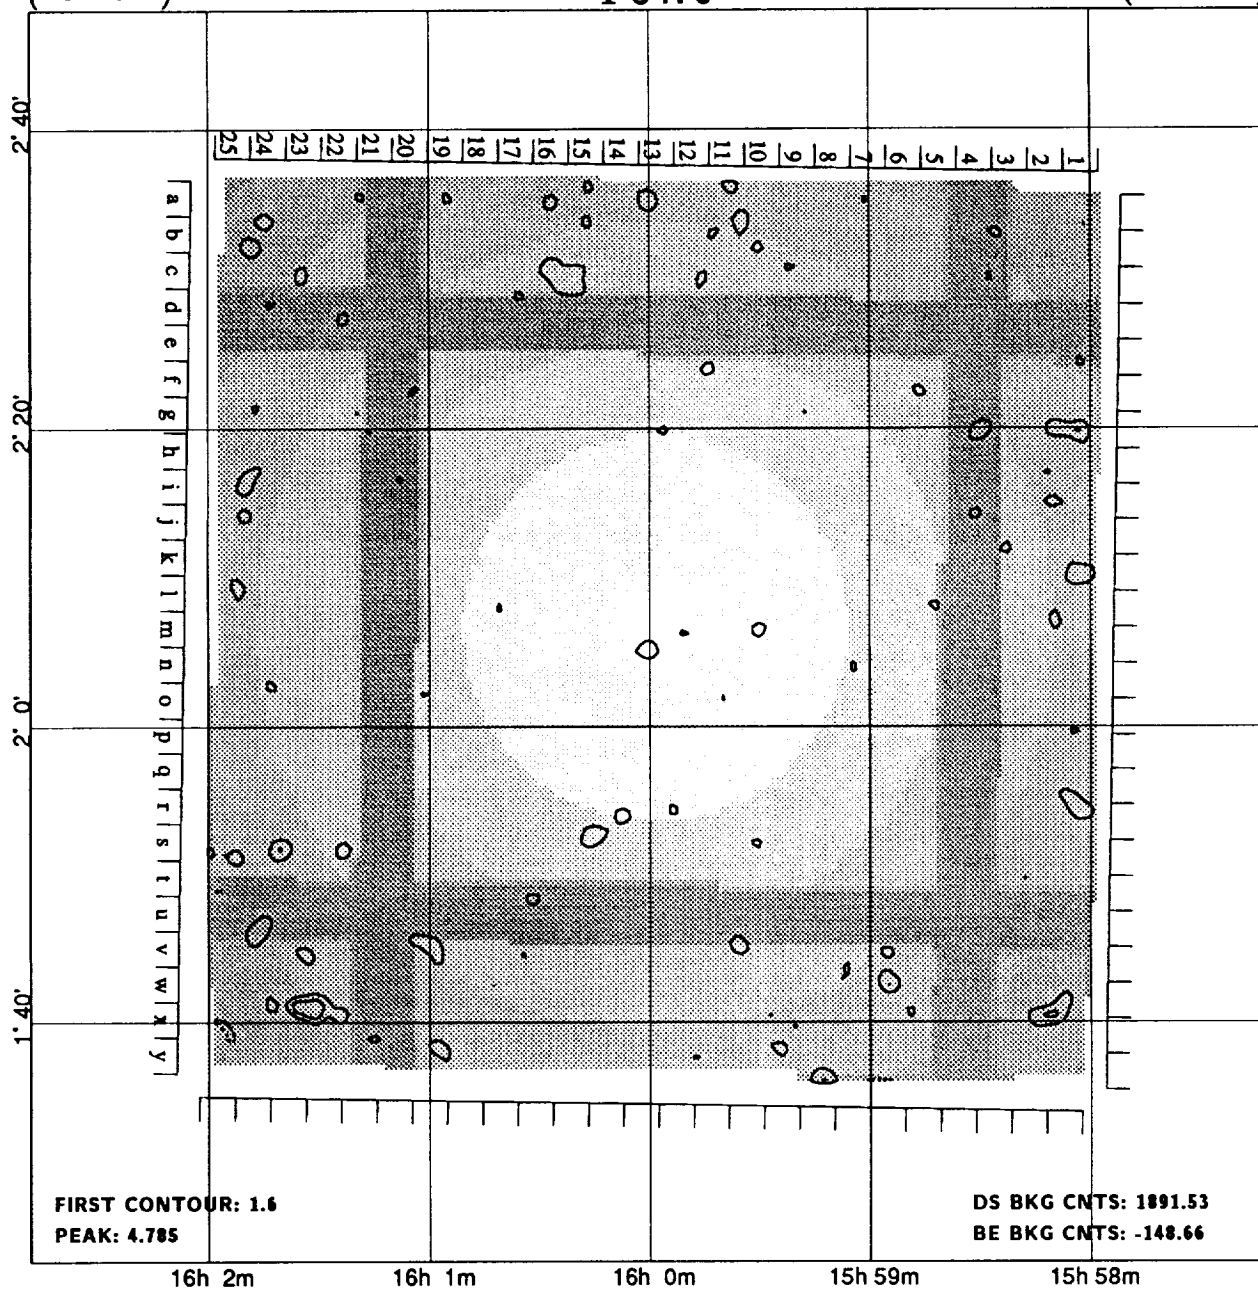 2° 40'
25 24 23 22 21 20 19 18 17 16 15 14 13 12 11 10 9 8 7 6 5 4 3 2 1
a
b
c
d
e
f
2° 20'
g
h
i
j
k
l
m
n
o
2° 0'
p
q
r
s
t
u
v
w
1° 40'
x
y
FIRST CONTOUR: 1.6
PEAK: 4.785
DS BKG CNTS: 1891.53
BE BKG CNTS: -148.66
16h 2m 16h 1m 16h 0m 15h 59m 15h 58m